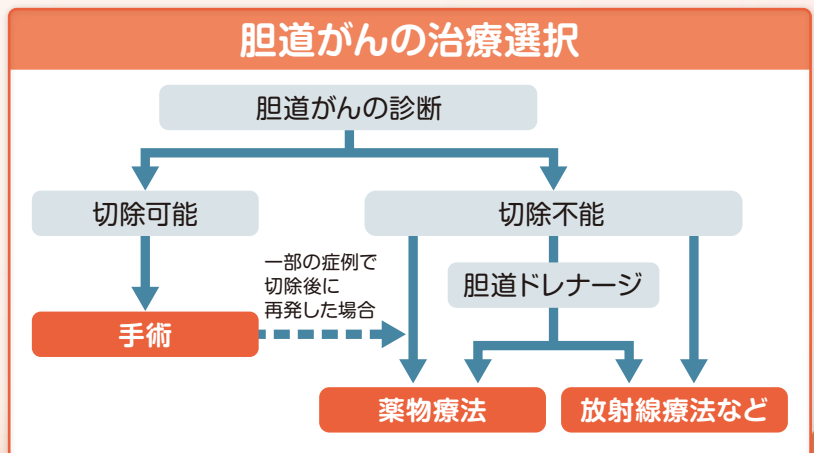 胆道がんの治療選択
胆道がんの診断
切除可能
切除不能
一部の症例で
切除後に
再発した場合
胆道ドレナージ
手術
薬物療法
放射線療法など